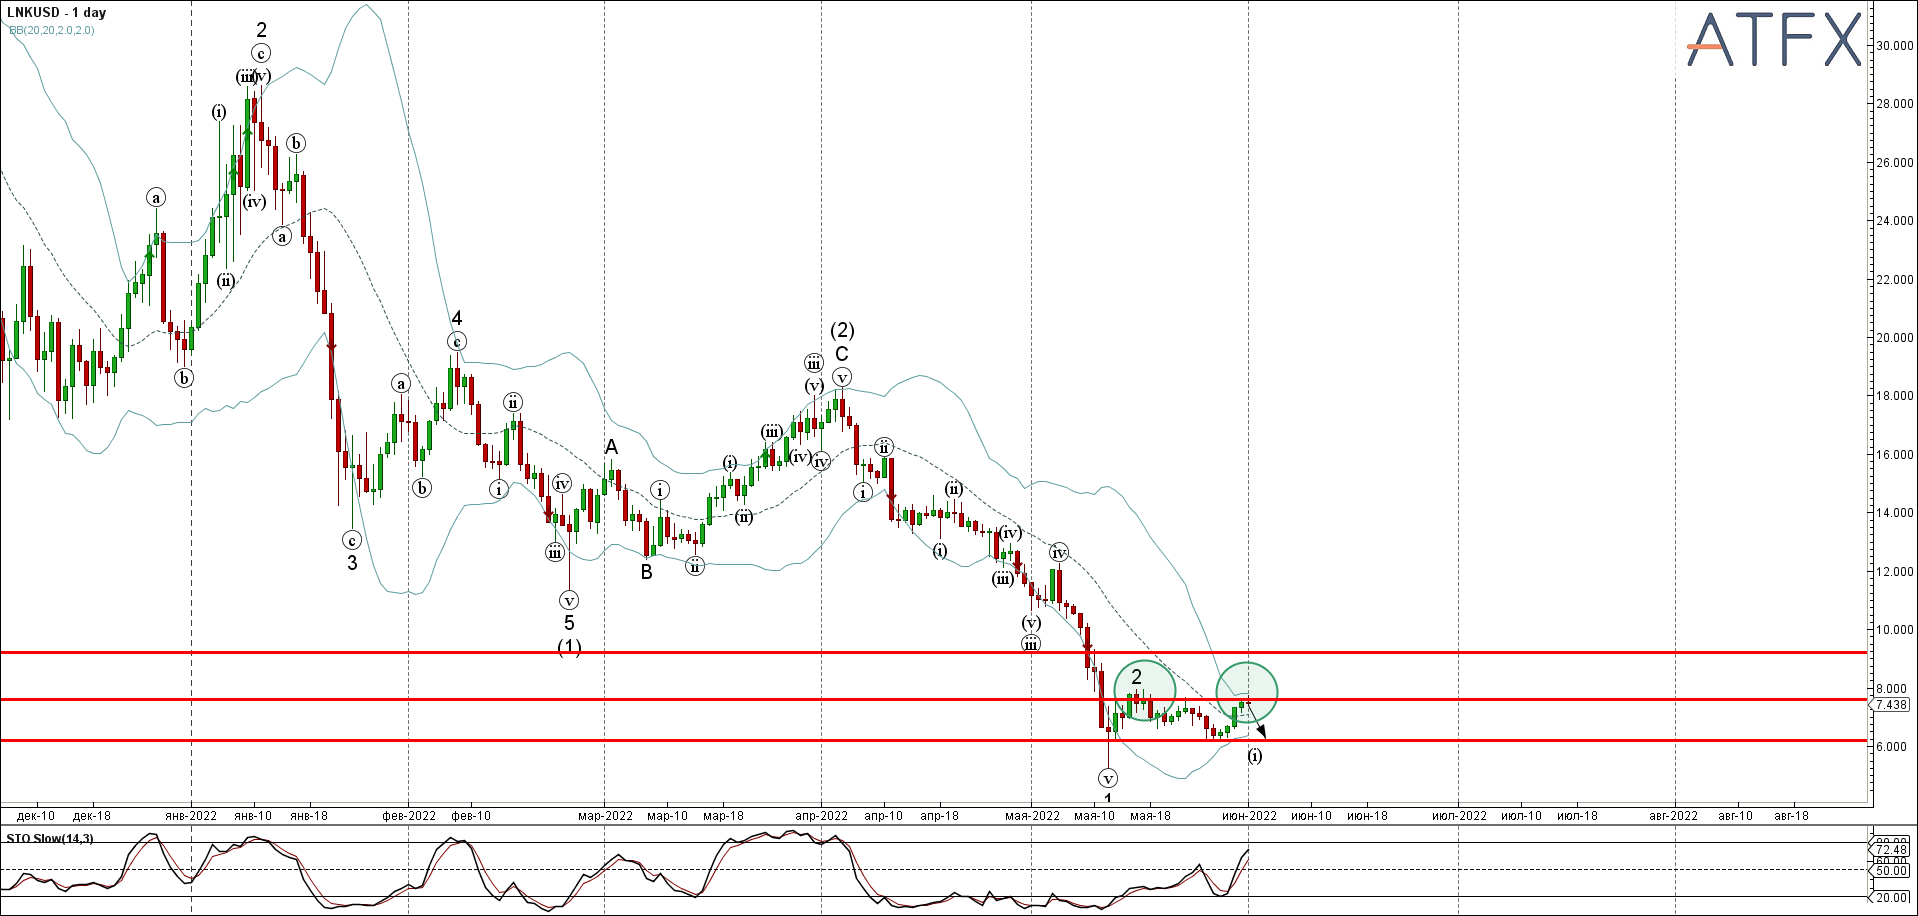 LNKUSD - 1 day
BB(20,20,2.0,2.0)
ATFX
2
c
(iii)
(v)
(i)
b
(iv)
a
a
(ii)
b
4
c
a
ii
b
i
c
3
iv
iii
v
5
(1)
A
B
i
ii
(i)
(ii)
(iii)
(iv)
iv
iii
(v)
(2)
C
v
ii
i
(i)
(ii)
(iv)
(iii)
iv
(v)
iii
2
v
1
(i)
30.000
28.000
26.000
24.000
22.000
20.000
18.000
16.000
14.000
12.000
10.000
8.000
7.438
6.000
дек-10 дек-18 янв-2022 янв-10 янв-18 фев-2022 фев-10 мар-2022 мар-10 мар-18 апр-2022 апр-10 апр-18 мая-2022 мая-10 мая-18 июн-2022 июн-10 июн-18 июл-2022 июл-10 июл-18 авг-2022 авг-10 авг-18
STO Slow(14,3)
80.00
72.48
60.00
50.00
20.00